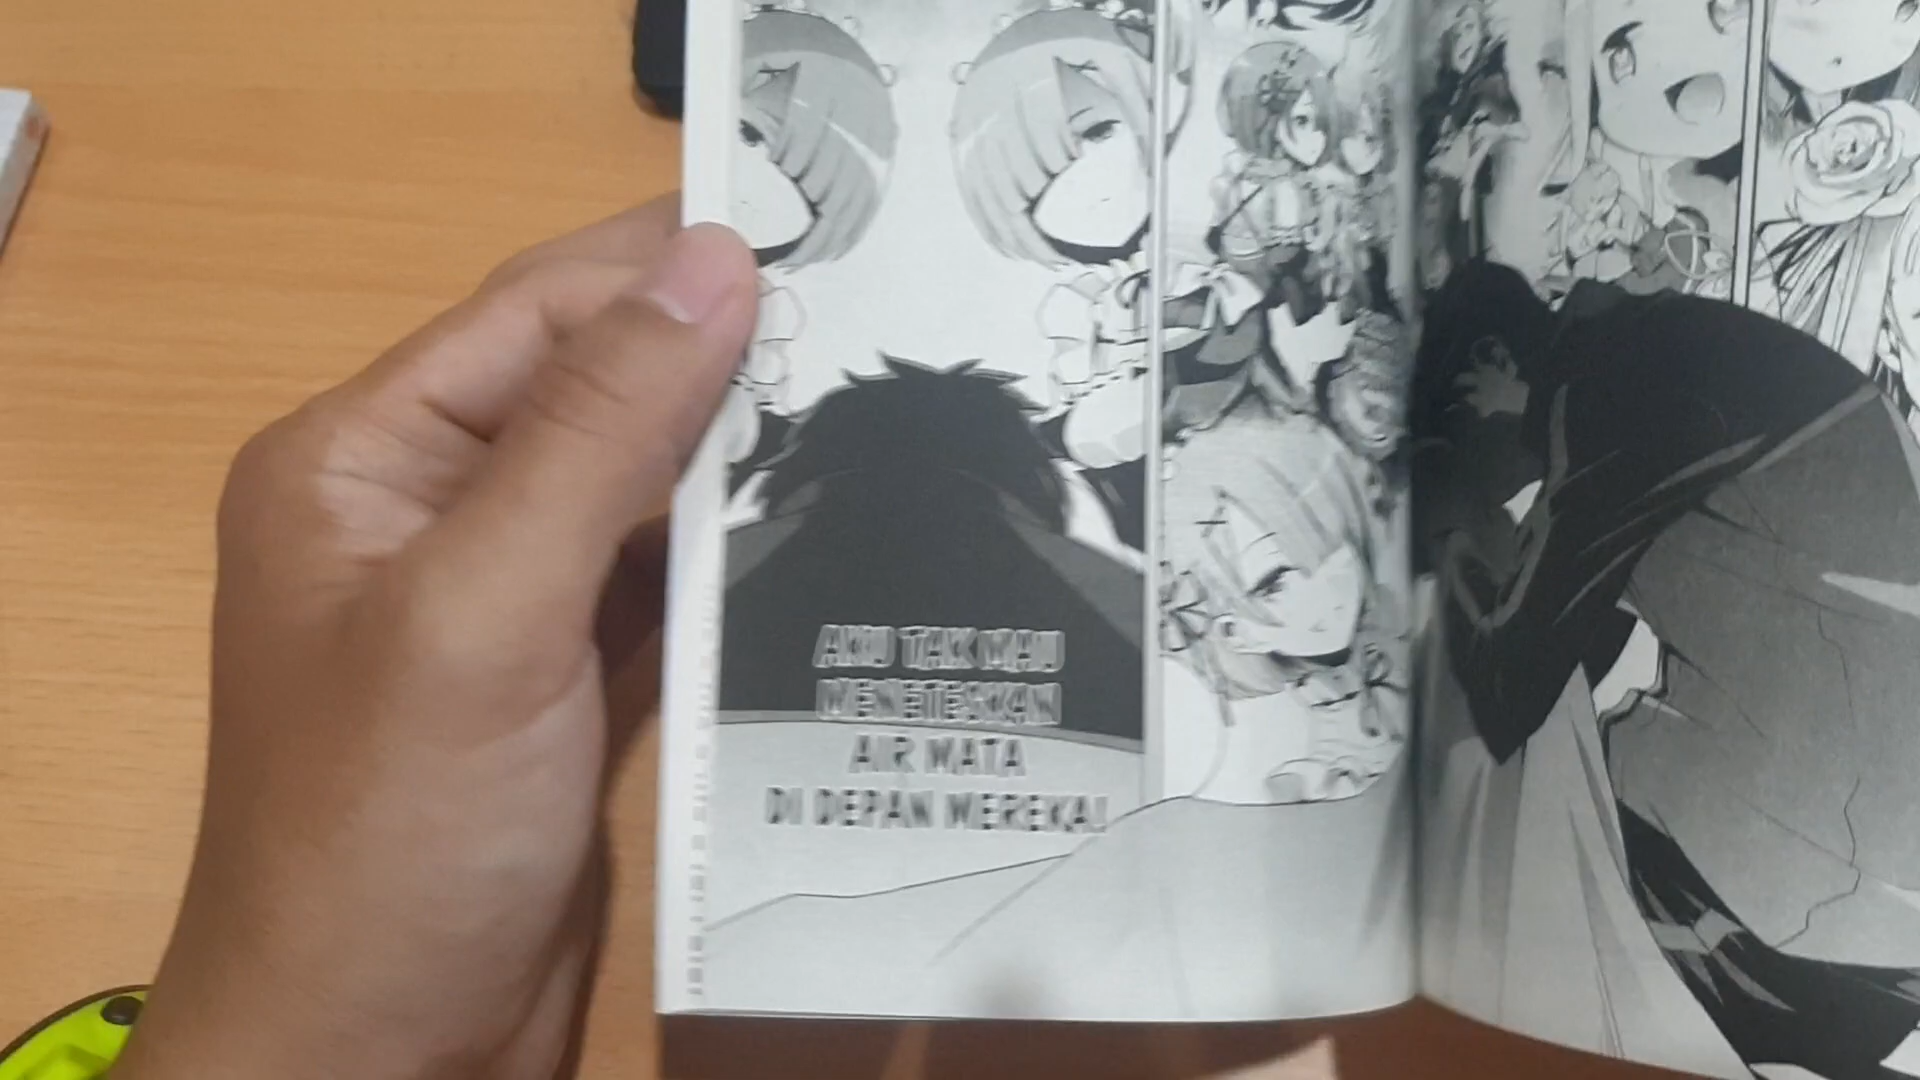 AKU TAK MAU
MENETESKAN
AIR MATA
DI DEPAN MEREKA!